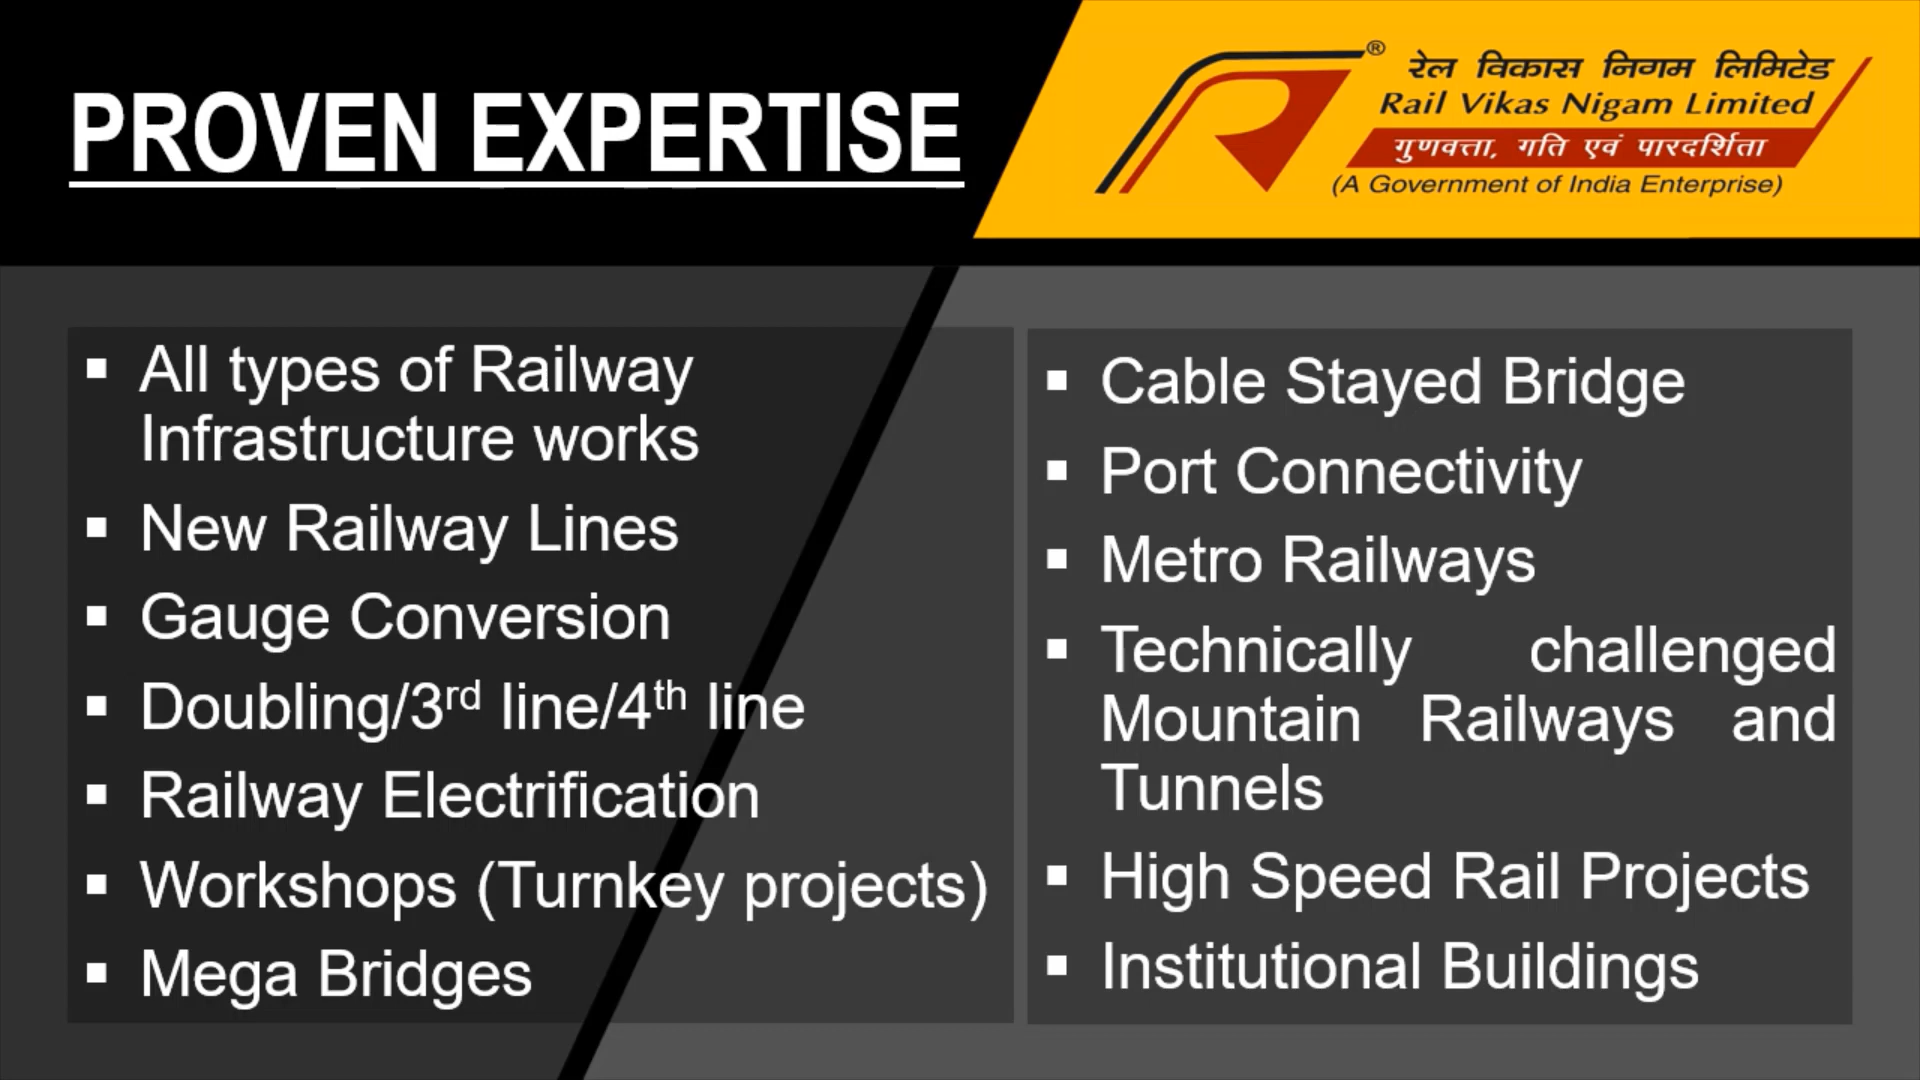 PROVEN EXPERTISE
®
रेल विकास निगम लिमिटेड
Rail Vikas Nigam Limited
गुणवत्ता, गति एवं पारदर्शिता
(A Government of India Enterprise)
▪ All types of Railway
Infrastructure works
▪ New Railway Lines
▪ Gauge Conversion
▪ Doubling/3rd line/4th line
▪ Railway Electrification
▪ Workshops (Turnkey projects)
▪ Mega Bridges
▪ Cable Stayed Bridge
▪ Port Connectivity
▪ Metro Railways
▪ Technically challenged
Mountain Railways and
Tunnels
▪ High Speed Rail Projects
▪ Institutional Buildings